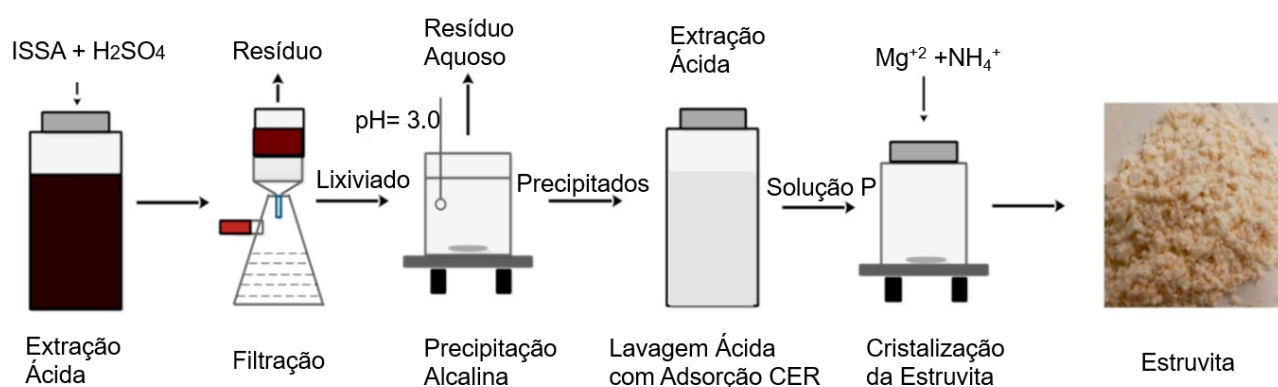 ISSA + H2SO4
Resíduo
Resíduo
Aquoso
Extração
Ácida
Mg+2 +NH4+
pH= 3.0
Lixiviado
Precipitados
Solução P
Extração
Ácida
Filtração
Precipitação
Alcalina
Lavagem Ácida
com Adsorção CER
Cristalização
da Estruvita
Estruvita